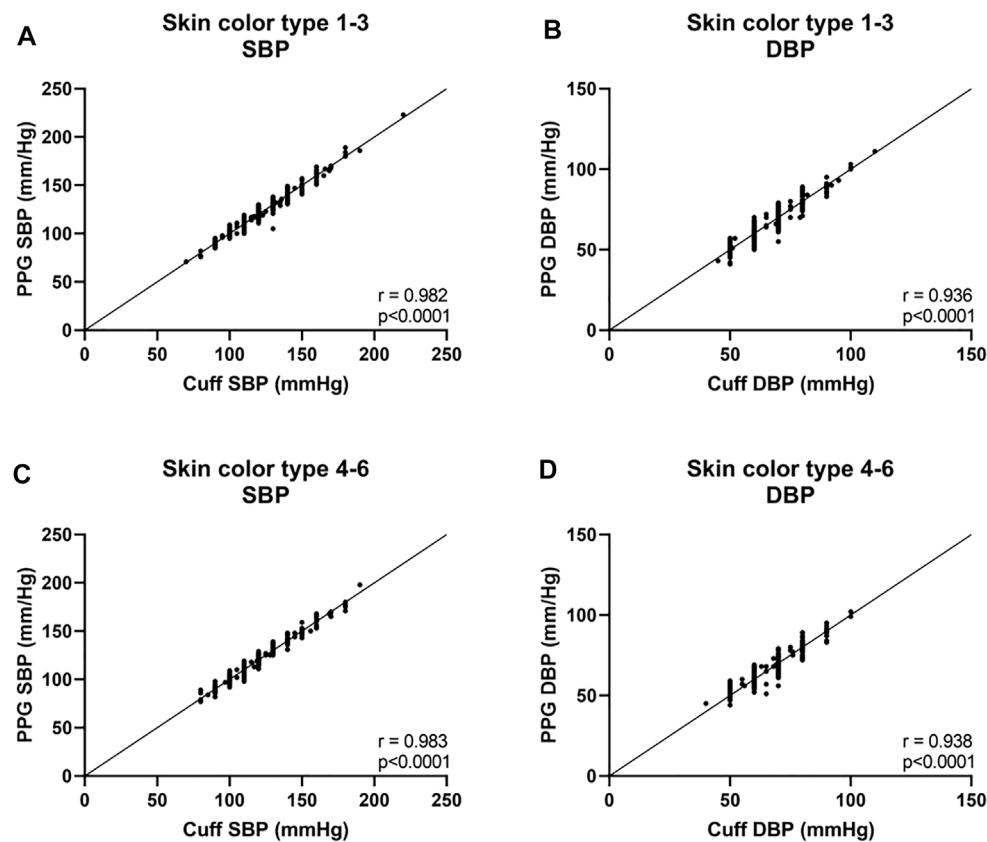 A
Skin color type 1-3
SBP
250
200
150
100
50
0
PPG SBP (mm/Hg)
r = 0.982
p<0.0001
0 50 100 150 200 250
Cuff SBP (mmHg)
B
Skin color type 1-3
DBP
150
100
50
0
PPG DBP (mm/Hg)
r = 0.936
p<0.0001
0 50 100 150
Cuff DBP (mmHg)
C
Skin color type 4-6
SBP
250
200
150
100
50
0
PPG SBP (mm/Hg)
r = 0.983
p<0.0001
0 50 100 150 200 250
Cuff SBP (mmHg)
D
Skin color type 4-6
DBP
150
100
50
0
PPG DBP (mm/Hg)
r = 0.938
p<0.0001
0 50 100 150
Cuff DBP (mmHg)